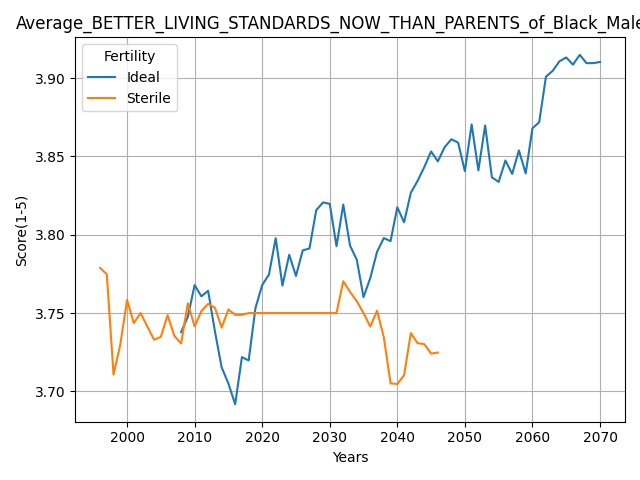 Average_BETTER_LIVING_STANDARDS_NOW_THAN_PARENTS_of_Black_Male
Fertility
Ideal
Sterile
Score(1-5)
3.90
3.85
3.80
3.75
3.70
2000 2010 2020 2030 2040 2050 2060 2070
Years